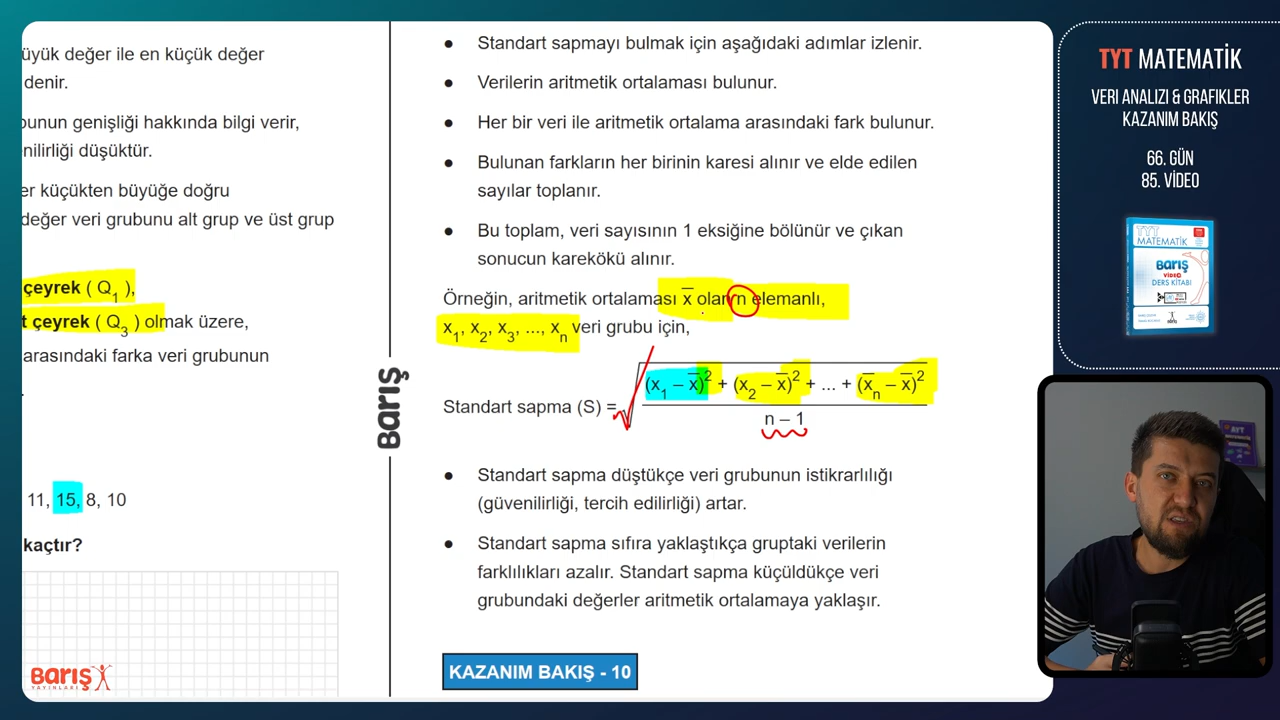 üyük değer ile en küçük değer
denir.
bunun genişliği hakkında bilgi verir,
nilirliği düşüktür.
er küçükten büyüğe doğru
değer veri grubunu alt grup ve üst grup
çeyrek ( Q₁ ),
t çeyrek ( Q₃ ) olmak üzere,
arasındaki farka veri grubunun
11, 15, 8, 10
kaçtır?
BARIŞ
YAYINLARI
BARIŞ
• Standart sapmayı bulmak için aşağıdaki adımlar izlenir.
• Verilerin aritmetik ortalaması bulunur.
• Her bir veri ile aritmetik ortalama arasındaki fark bulunur.
• Bulunan farkların her birinin karesi alınır ve elde edilen
sayılar toplanır.
• Bu toplam, veri sayısının 1 eksiğine bölünür ve çıkan
sonucun karekökü alınır.
Örneğin, aritmetik ortalaması x̅ olan n elemanlı,
x₁, x₂, x₃, ..., xₙ veri grubu için,
Standart sapma (S) = √((x₁ – x̅)² + (x₂ – x̅)² + ... + (x̅ₙ – x̅)²
n – 1)
• Standart sapma düştükçe veri grubunun istikrarlılığı
(güvenilirliği, tercih edilirliği) artar.
• Standart sapma sıfıra yaklaştıkça gruptaki verilerin
farklılıkları azalır. Standart sapma küçüldükçe veri
grubundaki değerler aritmetik ortalamaya yaklaşır.
KAZANIM BAKIŞ - 10
TYT MATEMATİK
VERI ANALIZI & GRAFIKLER
KAZANIM BAKIŞ
66. GÜN
85. VİDEO
TYT
MATEMATİK
BARIŞ
VİDEO
DERS KİTABI
AYT